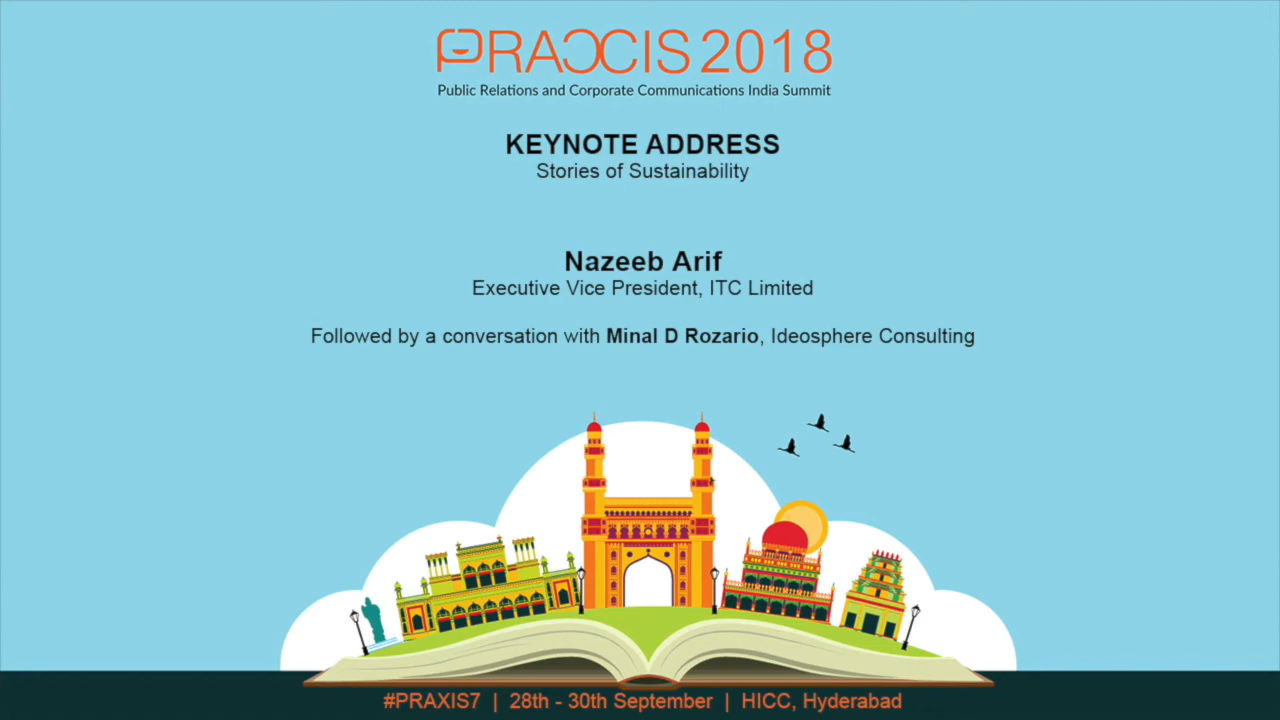 PRAXIS 2018
Public Relations and Corporate Communications India Summit
KEYNOTE ADDRESS
Stories of Sustainability
Nazeeb Arif
Executive Vice President, ITC Limited
Followed by a conversation with Minal D Rozario, Ideosphere Consulting
#PRAXIS7 | 28th - 30th September | HICC, Hyderabad